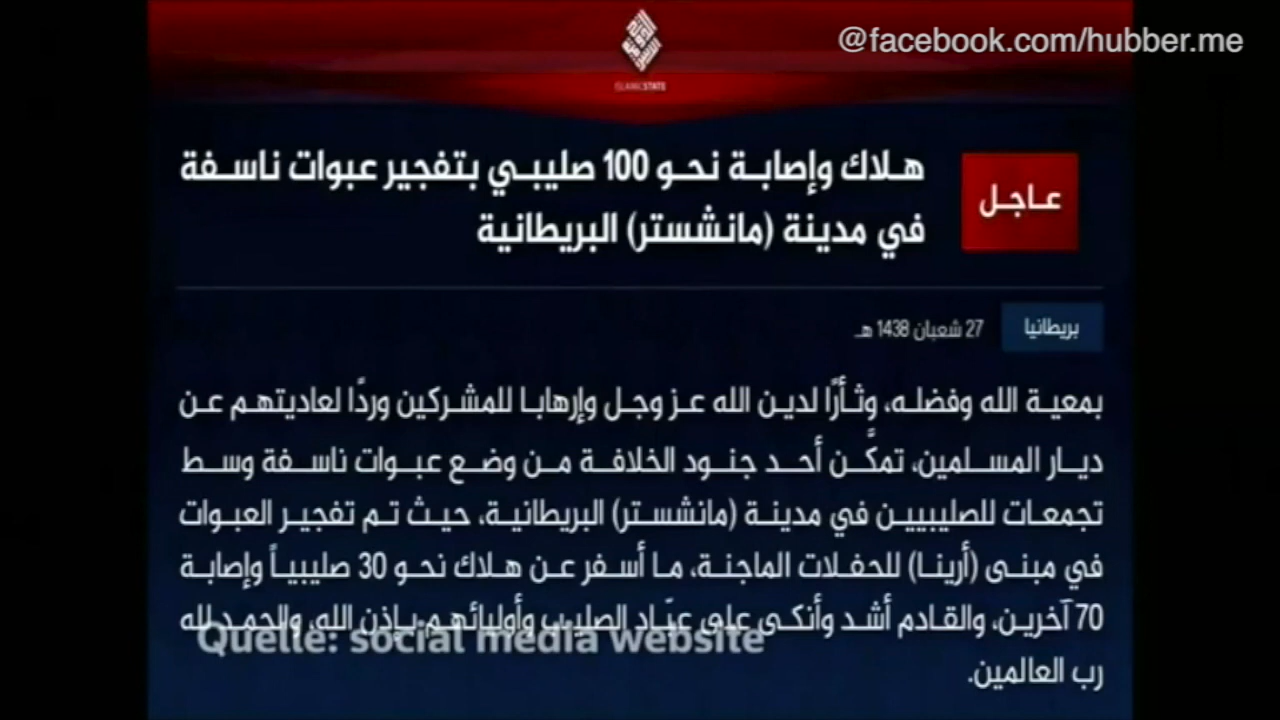 @facebook.com/hubber.me
ISLAMIC STATE
عاجل
هلاك وإصابة نحو 100 صليبي بتفجير عبوات ناسفة
في مدينة (مانشستر) البريطانية
بريطانيا
27 شعبان 1438 هـ
بمعية الله وفضله، وثأرًا لدين الله عز وجل وإرهابا للمشركين وردًا لعاديتهم عن
ديار المسلمين، تمكَّن أحد جنود الخلافة من وضع عبوات ناسفة وسط
تجمعات للصليبيين في مدينة (مانشستر) البريطانية، حيث تم تفجير العبوات
في مبنى (أرينا) للحفلات الماجنة، ما أسفر عن هلاك نحو 30 صليبياً وإصابة
70 آخرين، والقادم أشد وأنكى على عبّاد الصليب وأوليائهم بإذن الله، والحمد لله
رب العالمين.
Quelle: social media website